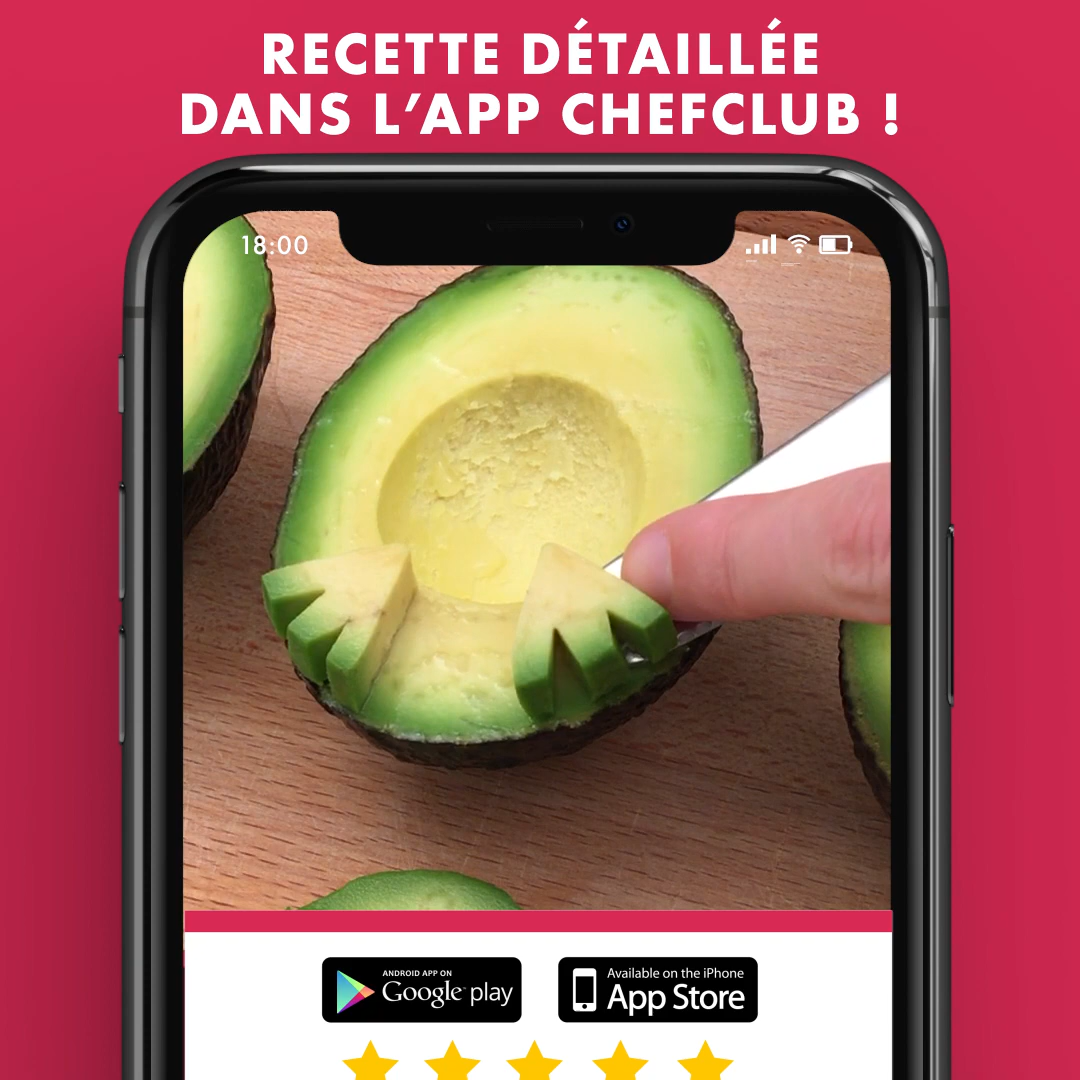 RECETTE DÉTAILLÉE
DANS L'APP CHEFCLUB !
18:00
ANDROID APP ON
Google play
Available on the iPhone
App Store